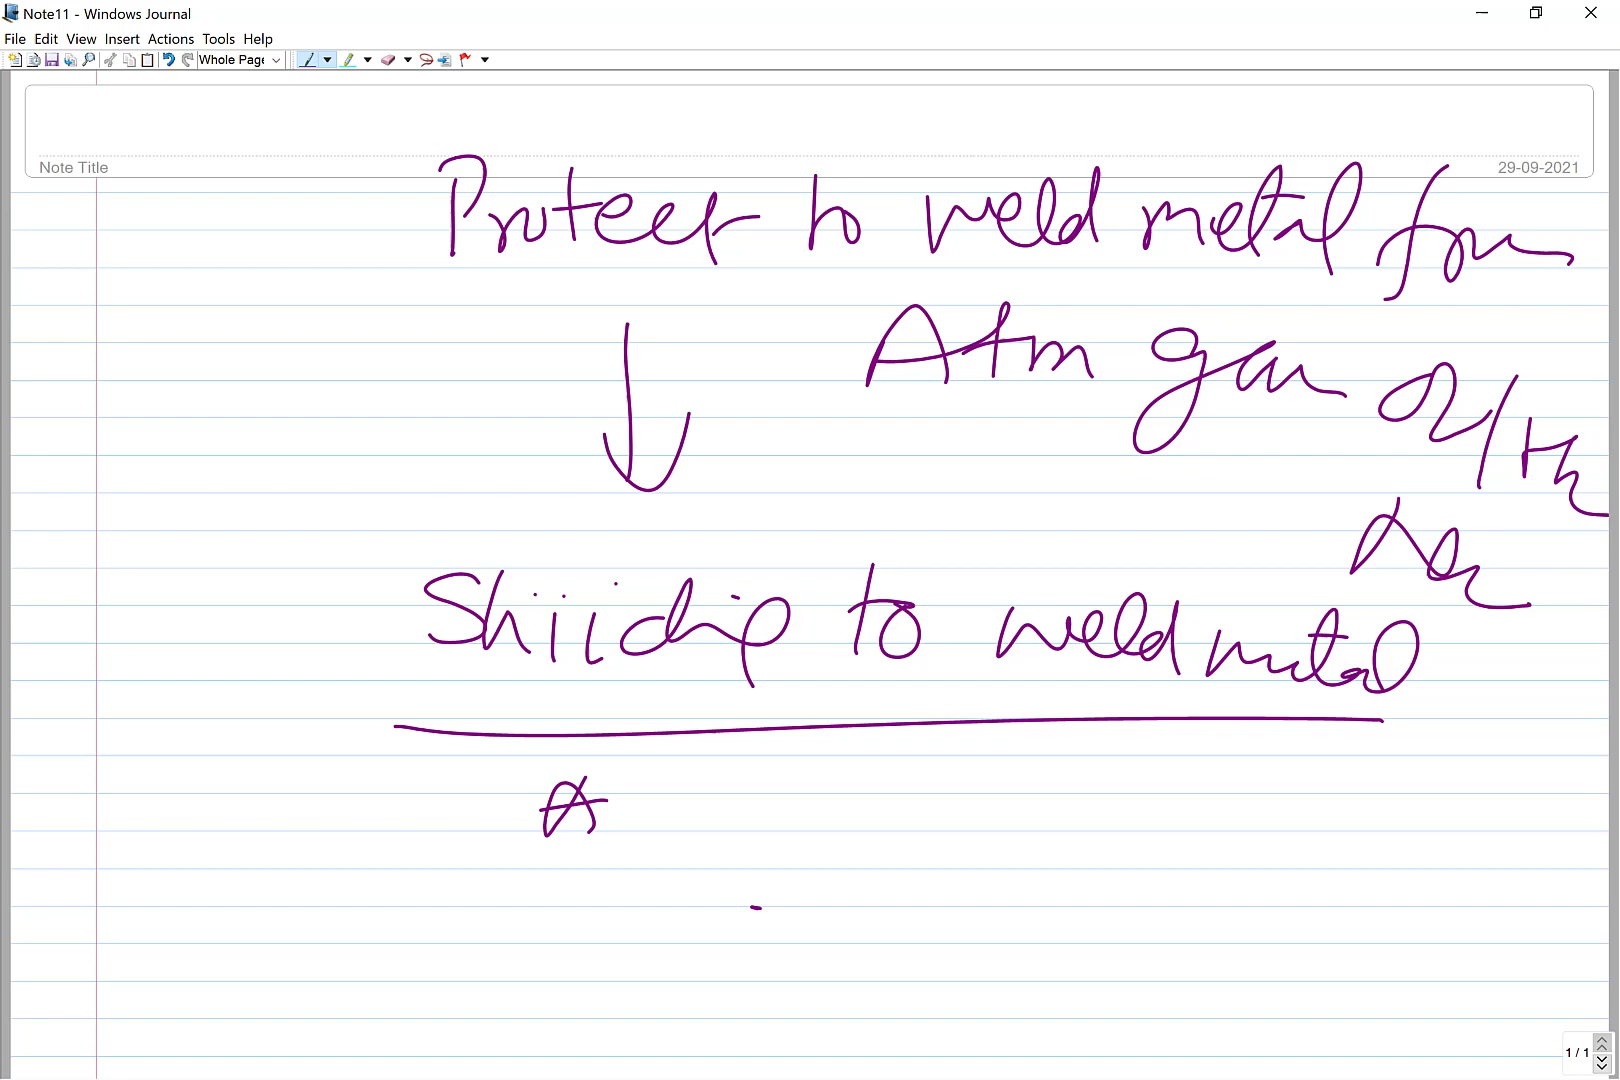 Note11 - Windows Journal
File Edit View Insert Actions Tools Help
Whole Page
Note Title 29-09-2021
Protect to weld metal from
Atm gas O2/H2
N2
Shiiidig to weld metal
1 / 1